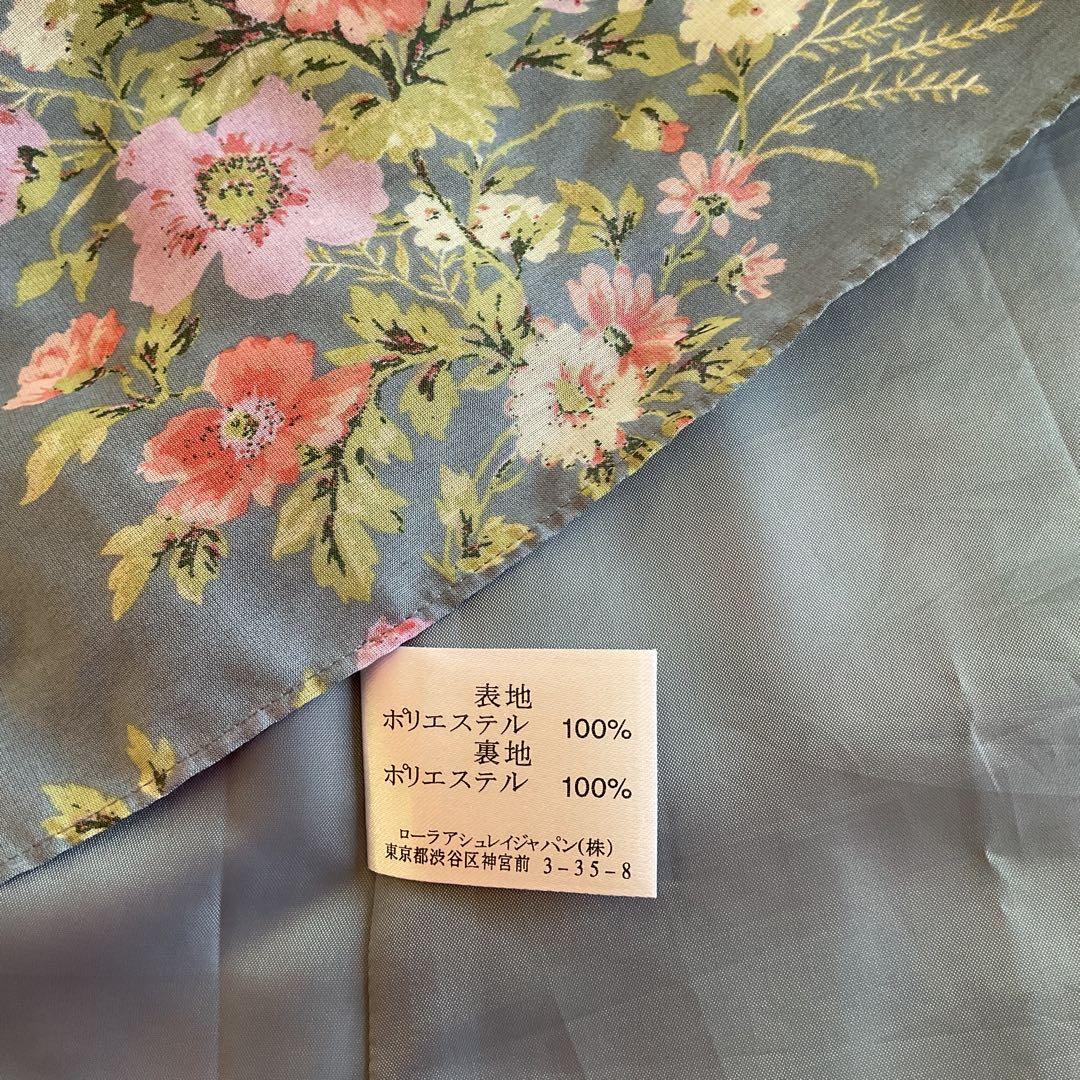 表地
ポリエステル 100%
裏地
ポリエステル 100%
ローラアシュレイジャパン(株)
東京都渋谷区神宮前 3-35-8